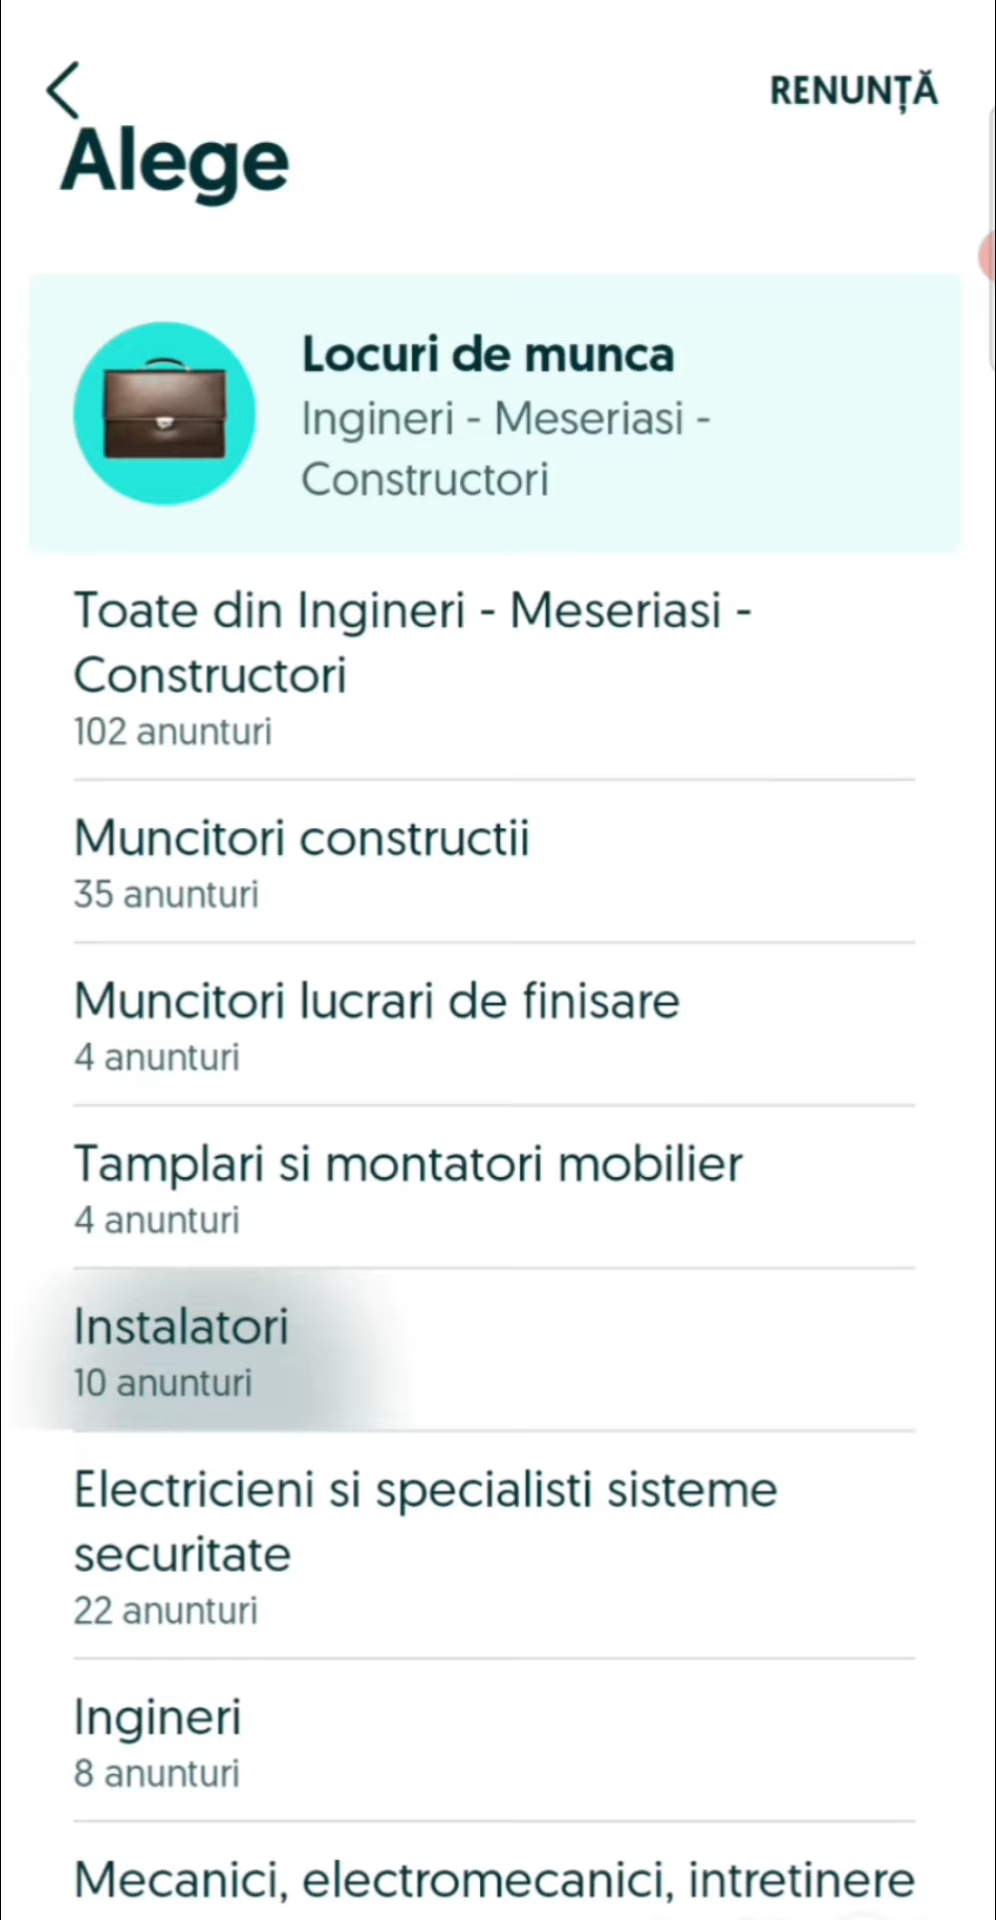 RENUNȚĂ
Alege
Locuri de munca
Ingineri - Meseriasi -
Constructori
Toate din Ingineri - Meseriasi -
Constructori
102 anunturi
Muncitori constructii
35 anunturi
Muncitori lucrari de finisare
4 anunturi
Tamplari si montatori mobilier
4 anunturi
Instalatori
10 anunturi
Electricieni si specialisti sisteme
securitate
22 anunturi
Ingineri
8 anunturi
Mecanici, electromecanici, intretinere